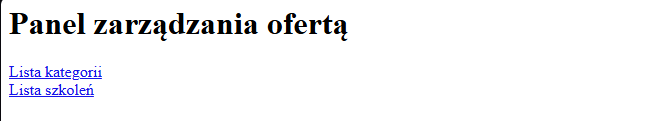 Panel zarządzania ofertą
Lista kategorii
Lista szkoleń